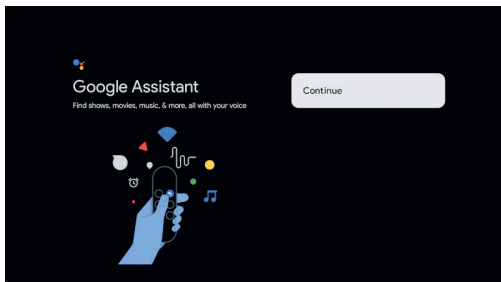 Google Assistant
Find shows, movies, music, & more, all with your voice
Continue